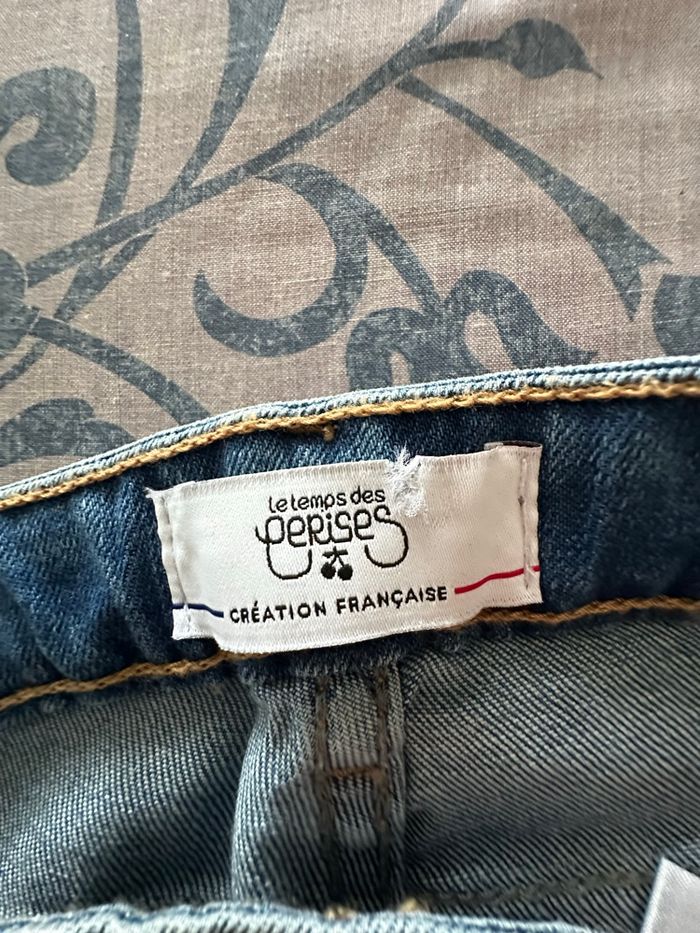 le temps des
cerises
CRÉATION FRANÇAISE